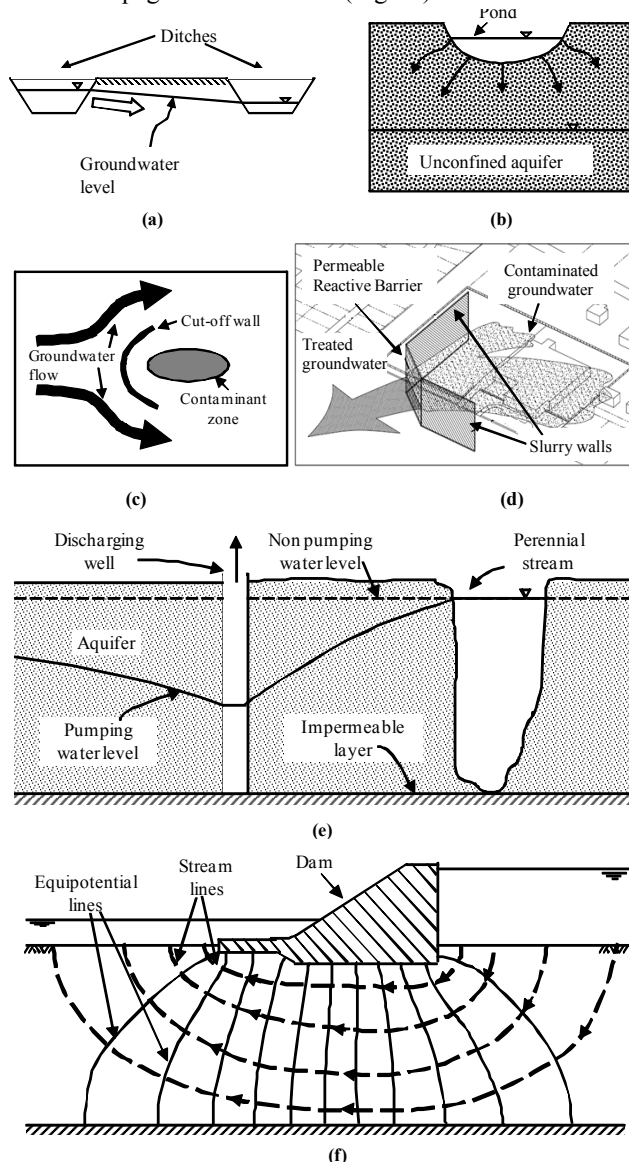 Pond
Ditches
Groundwater
level
Unconfined aquifer
(a)
(b)
Permeable
Reactive Barrier
Contaminated
groundwater
Cut-off wall
Treated
groundwater
Groundwater
flow
Contaminant
zone
Slurry walls
(c)
(d)
Discharging
well
Non pumping
water level
Perennial
stream
Aquifer
Pumping
water level
Impermeable
layer
(e)
Dam
Stream
lines
Equipotential
lines
(f)